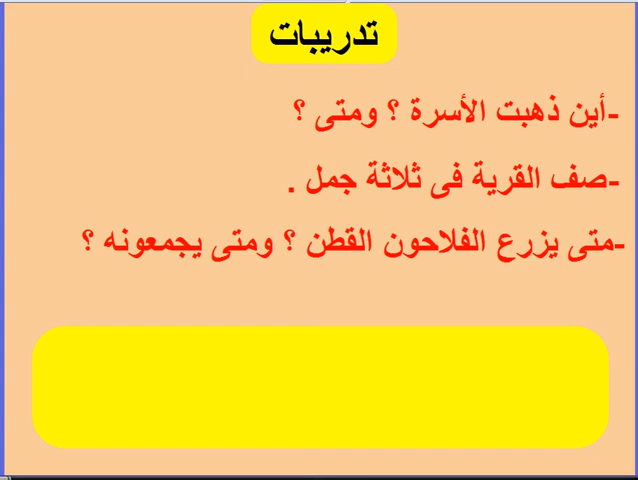 تدريبات
-أين ذهبت الأسرة ؟ ومتى ؟
-صف القرية فى ثلاثة جمل .
-متى يزرع الفلاحون القطن ؟ ومتى يجمعونه ؟